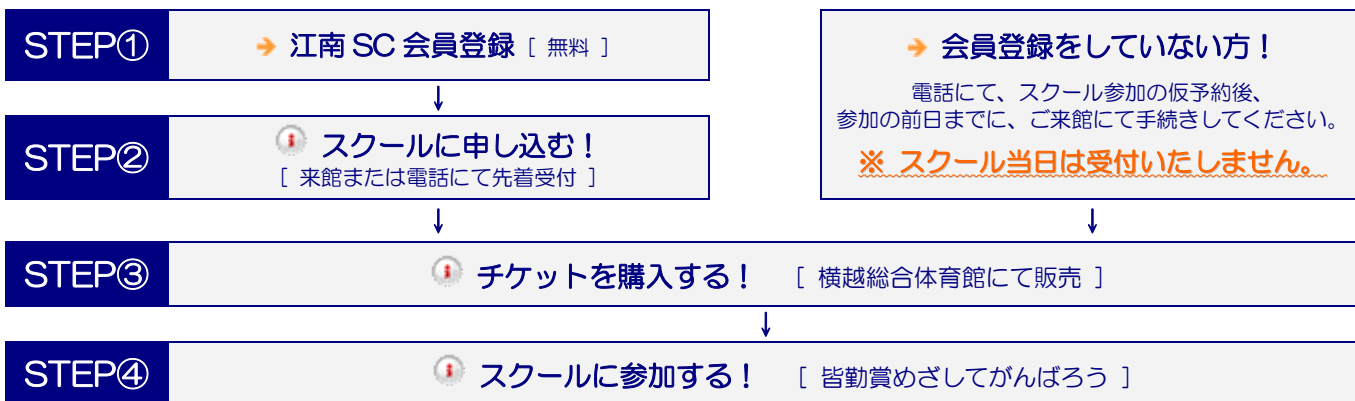 STEP① 江南 SC 会員登録 [ 無料 ]
STEP② スクールに申し込む！
[ 来館または電話にて先着受付 ]
会員登録をしていない方！
電話にて、スクール参加の仮予約後、
参加の前日までに、ご来館にて手続きしてください。
※ スクール当日は受付いたしません。
STEP③ チケットを購入する！ [ 横越総合体育館にて販売 ]
STEP④ スクールに参加する！ [ 皆勤賞めざしてがんばろう ]